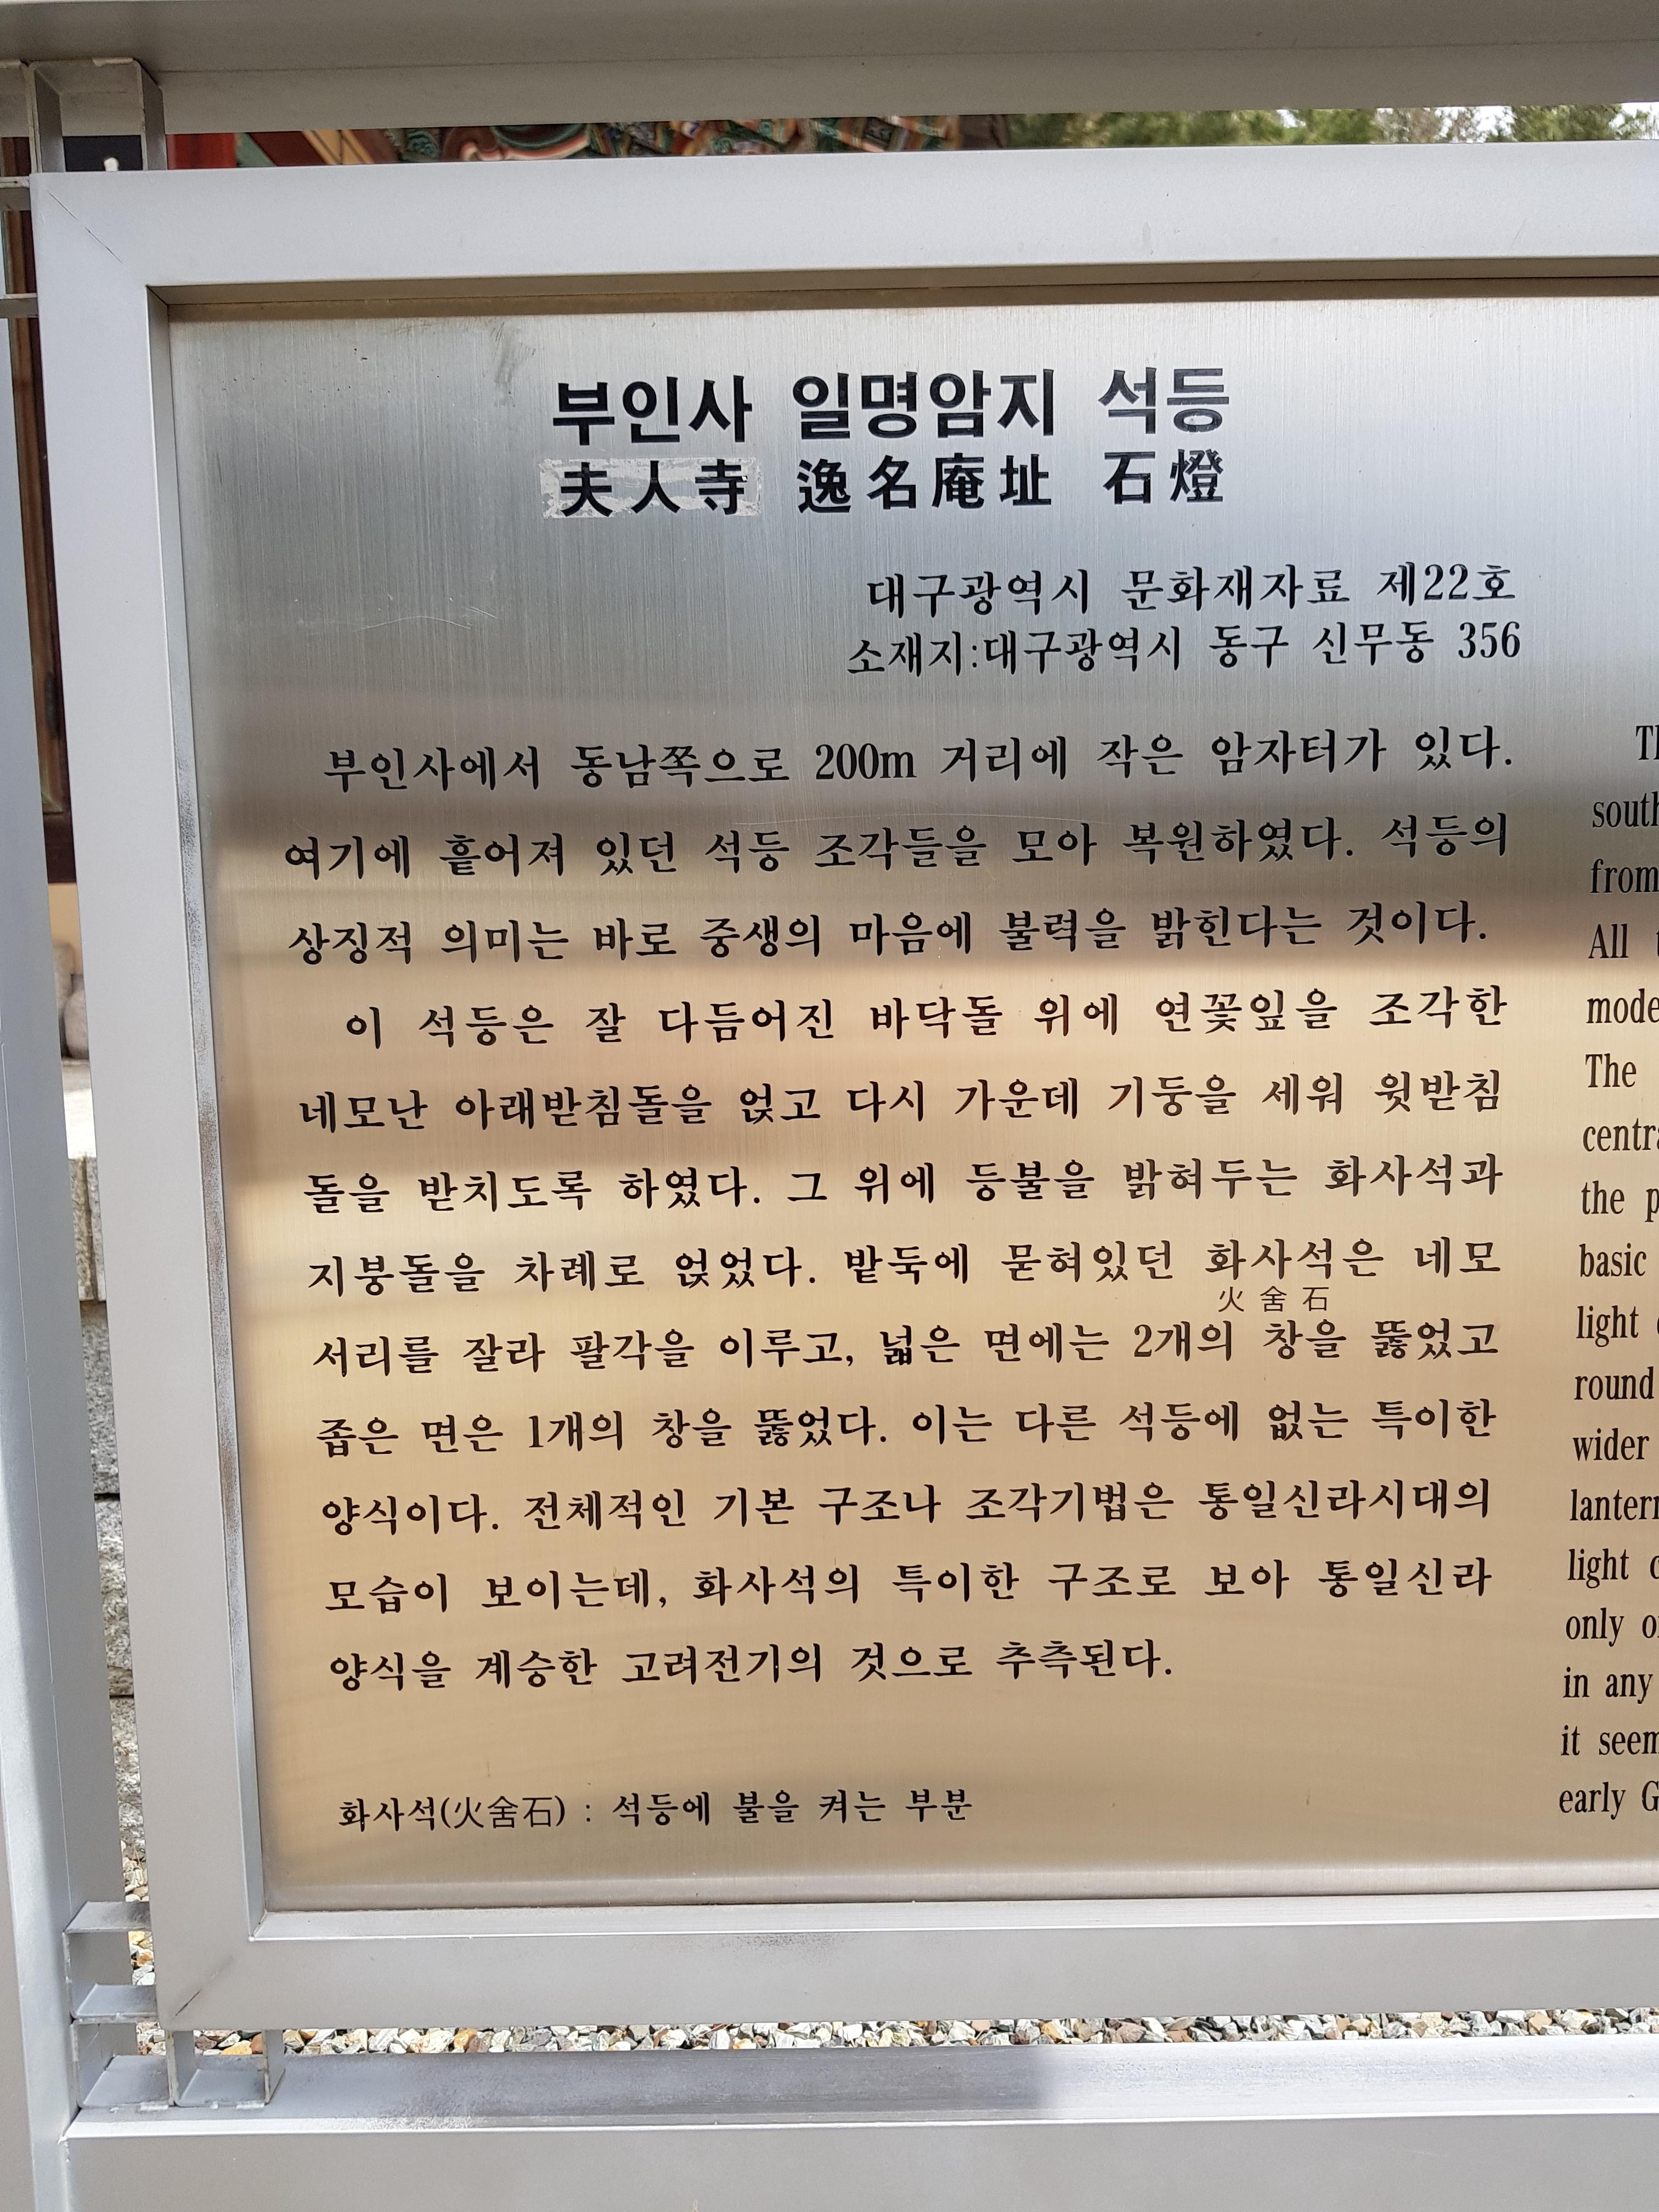 부인사 일명암지 석등
夫人寺 逸名庵址 石燈
대구광역시 문화재자료 제22호
소재지:대구광역시 동구 신무동 356
부인사에서 동남쪽으로 200m 거리에 작은 암자터가 있다.
여기에 흩어져 있던 석등 조각들을 모아 복원하였다. 석등의
상징적 의미는 바로 중생의 마음에 불력을 밝힌다는 것이다.
이 석등은 잘 다듬어진 바닥돌 위에 연꽃잎을 조각한
네모난 아래받침돌을 얹고 다시 가운데 기둥을 세워 윗받침
돌을 받치도록 하였다. 그 위에 등불을 밝혀두는 화사석과
지붕돌을 차례로 얹었다. 밭둑에 묻혀있던 화사석은 네모
火舍石
서리를 잘라 팔각을 이루고, 넓은 면에는 2개의 창을 뚫었고
좁은 면은 1개의 창을 뚫었다. 이는 다른 석등에 없는 특이한
양식이다. 전체적인 기본 구조나 조각기법은 통일신라시대의
모습이 보이는데, 화사석의 특이한 구조로 보아 통일신라
양식을 계승한 고려전기의 것으로 추측된다.
화사석(火舍石) : 석등에 불을 켜는 부분
south
from
All
mode
The
centr
the p
basic
light
round
wider
lantern
light
only o
in any
it seem
early G